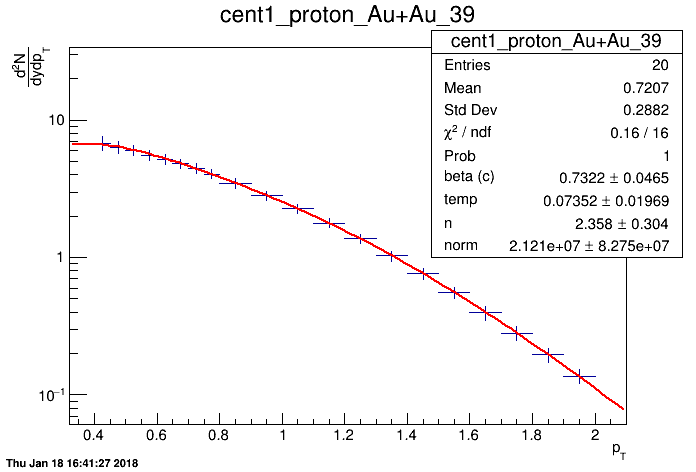 cent1_proton_Au+Au_39
cent1_proton_Au+Au_39
Entries 20
Mean 0.7207
Std Dev 0.2882
χ² / ndf 0.16 / 16
Prob 1
beta (c) 0.7322 ± 0.0465
temp 0.07352 ± 0.01969
n 2.358 ± 0.304
norm 2.121e+07 ± 8.275e+07
d²N
dydp_T
10
1
10⁻¹
0.4 0.6 0.8 1 1.2 1.4 1.6 1.8 2
p_T
Thu Jan 18 16:41:27 2018